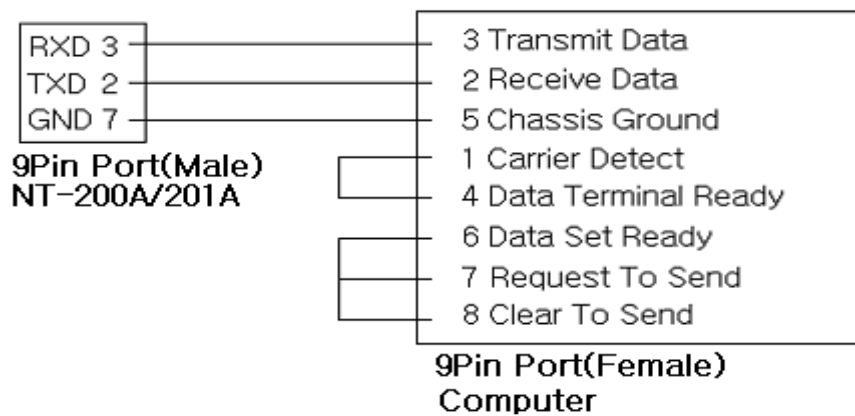 RXD 3
TXD 2
GND 7
9Pin Port(Male)
NT-200A/201A
3 Transmit Data
2 Receive Data
5 Chassis Ground
1 Carrier Detect
4 Data Terminal Ready
6 Data Set Ready
7 Request To Send
8 Clear To Send
9Pin Port(Female)
Computer